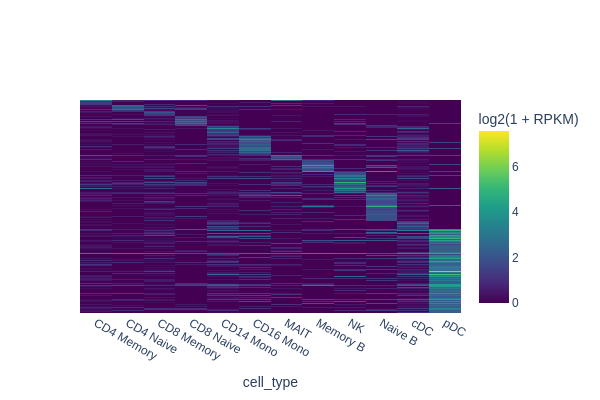 log2(1 + RPKM)
6
4
2
0
CD4 Memory
CD4 Naive
CD8 Memory
CD8 Naive
CD14 Mono
CD16 Mono
MAIT
Memory B
NK
Naive B
cDC
pDC
cell_type